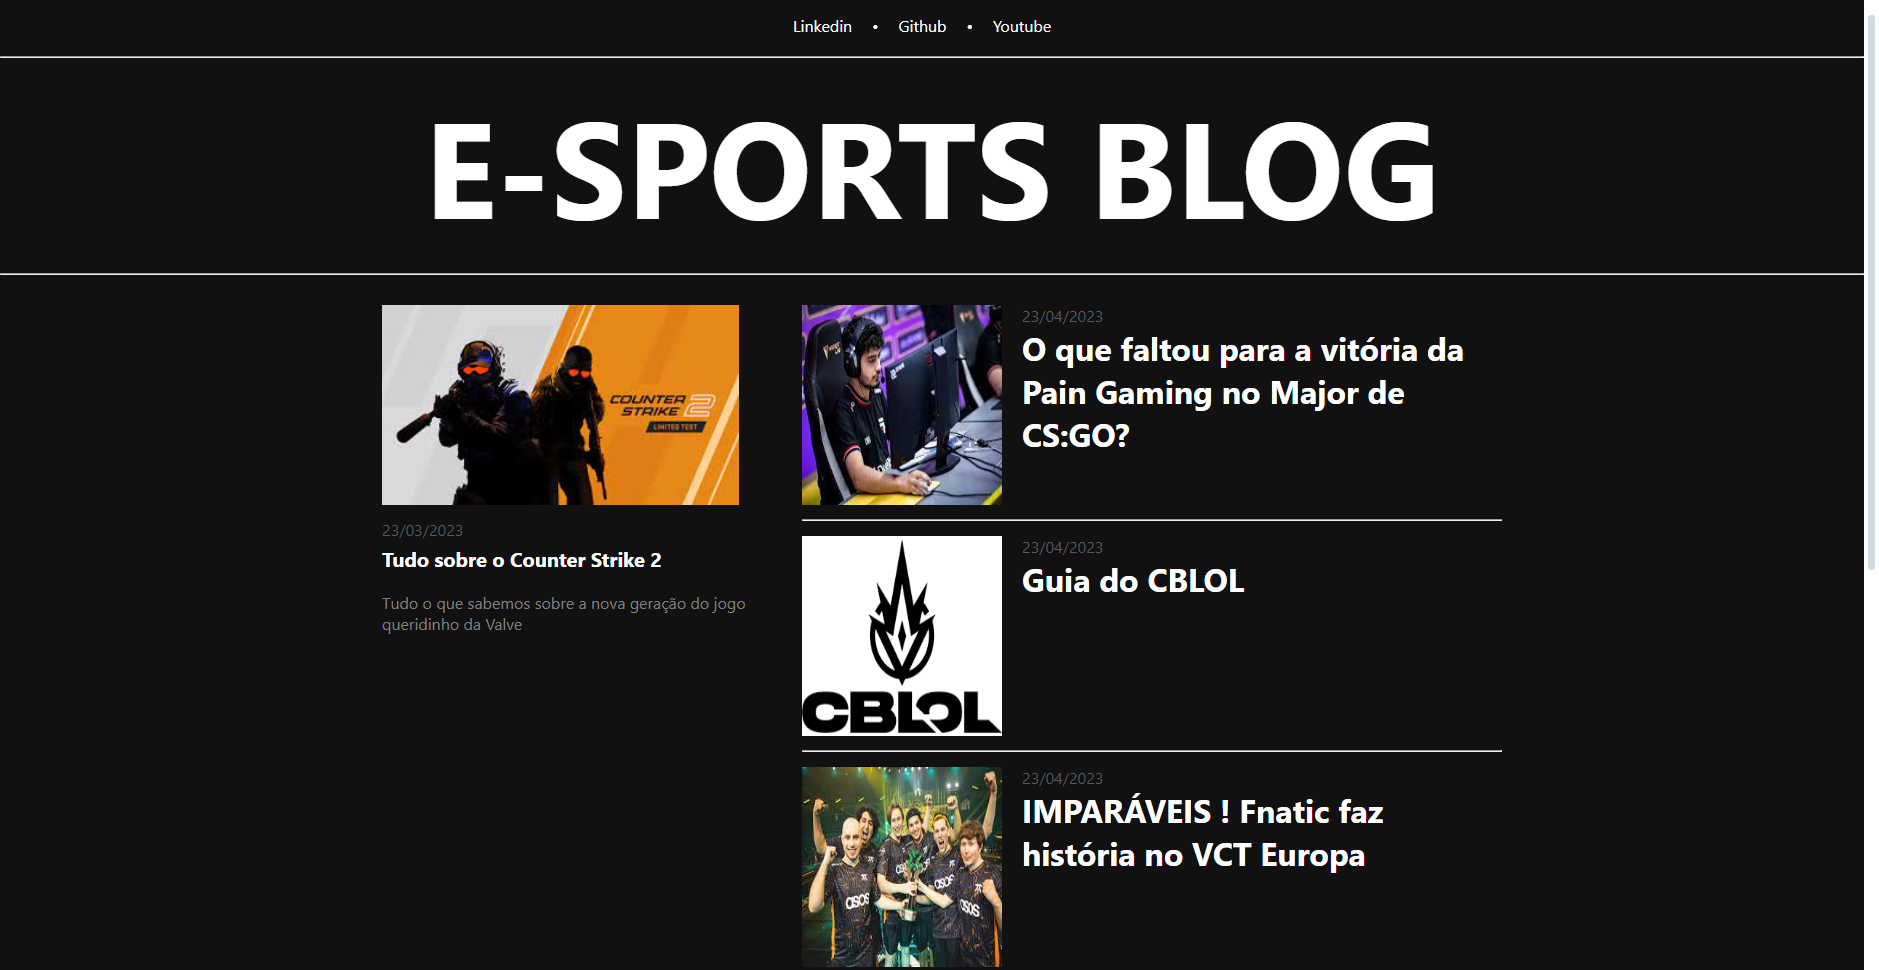 Linkedin • Github • Youtube
E-SPORTS BLOG
COUNTER
STRIKE 2
LIMITED TEST
23/03/2023
Tudo sobre o Counter Strike 2
Tudo o que sabemos sobre a nova geração do jogo
queridinho da Valve
23/04/2023
O que faltou para a vitória da
Pain Gaming no Major de
CS:GO?
23/04/2023
Guia do CBLOL
CBLOL
23/04/2023
IMPARÁVEIS ! Fnatic faz
história no VCT Europa
asos
asos
asos